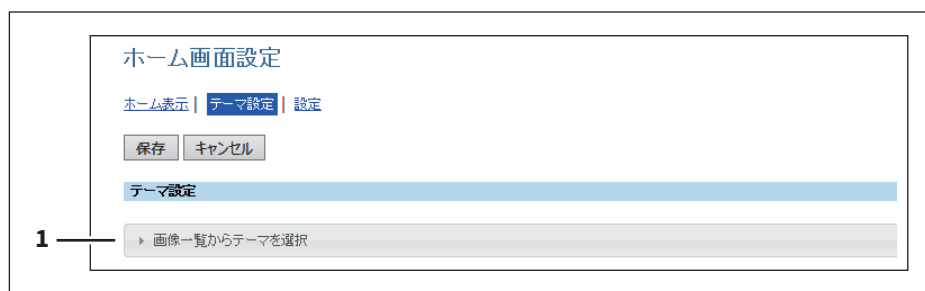 ホーム画面設定
ホーム表示 | テーマ設定 | 設定
保存 キャンセル
テーマ設定
1 画像一覧からテーマを選択